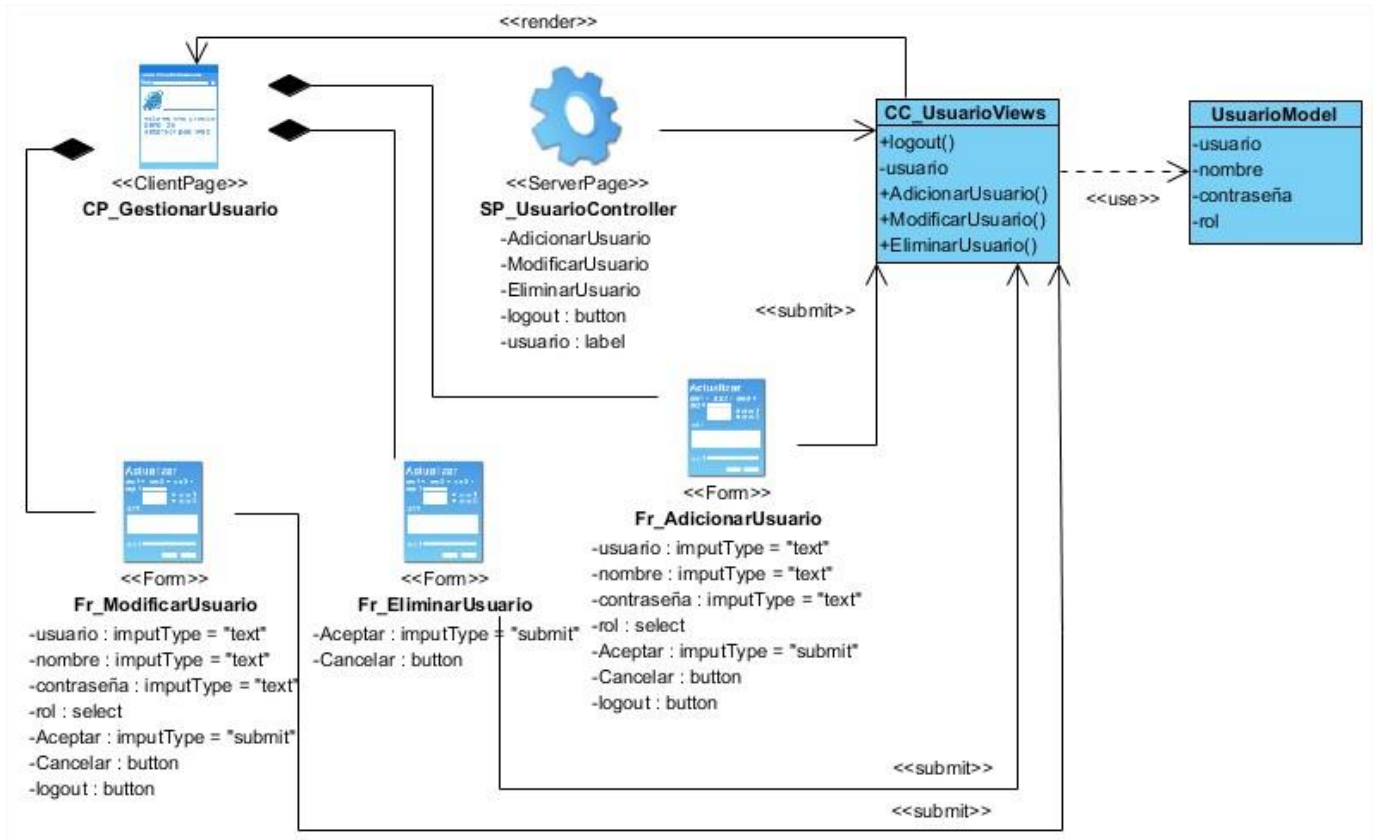 <<render>>
<<ClientPage>>
CP_GestionarUsuario
<<ServerPage>>
SP_UsuarioController
-AdicionarUsuario
-ModificarUsuario
-EliminarUsuario
-logout : button
-usuario : label
CC_UsuarioViews
+logout()
-usuario
+AdicionarUsuario()
+ModificarUsuario()
+EliminarUsuario()
<<use>>
UsuarioModel
-usuario
-nombre
-contraseña
-rol
<<submit>>
Actualizar
<<Form>>
Fr_ModificarUsuario
-usuario : imputType = "text"
-nombre : imputType = "text"
-contraseña : imputType = "text"
-rol : select
-Aceptar : imputType = "submit"
-Cancelar : button
-logout : button
Actualizar
<<Form>>
Fr_EliminarUsuario
-Aceptar : imputType = "submit"
-Cancelar : button
Actualizar
<<Form>>
Fr_AdicionarUsuario
-usuario : imputType = "text"
-nombre : imputType = "text"
-contraseña : imputType = "text"
-rol : select
-Aceptar : imputType = "submit"
-Cancelar : button
-logout : button
<<submit>>
<<submit>>